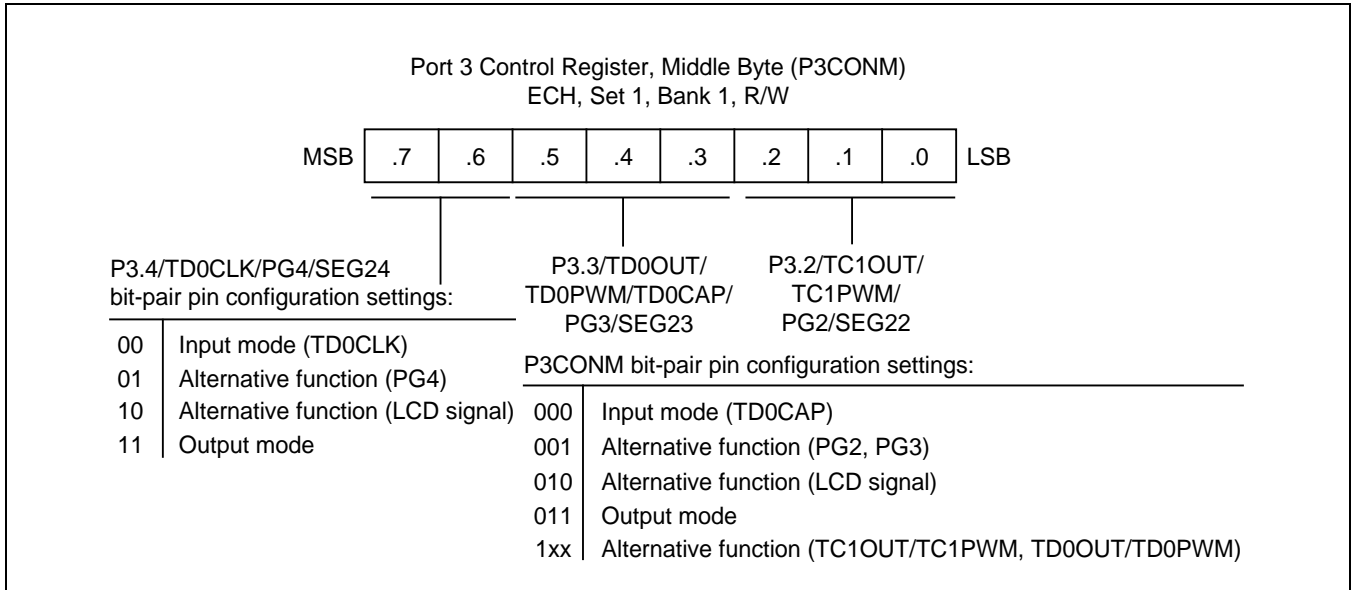 Port 3 Control Register, Middle Byte (P3CONM)
ECH, Set 1, Bank 1, R/W
MSB .7 .6 .5 .4 .3 .2 .1 .0 LSB
P3.4/TD0CLK/PG4/SEG24
bit-pair pin configuration settings:
00 Input mode (TD0CLK)
01 Alternative function (PG4)
10 Alternative function (LCD signal)
11 Output mode
P3.3/TD0OUT/
TD0PWM/TD0CAP/
PG3/SEG23
P3.2/TC1OUT/
TC1PWM/
PG2/SEG22
P3CONM bit-pair pin configuration settings:
000 Input mode (TD0CAP)
001 Alternative function (PG2, PG3)
010 Alternative function (LCD signal)
011 Output mode
1xx Alternative function (TC1OUT/TC1PWM, TD0OUT/TD0PWM)